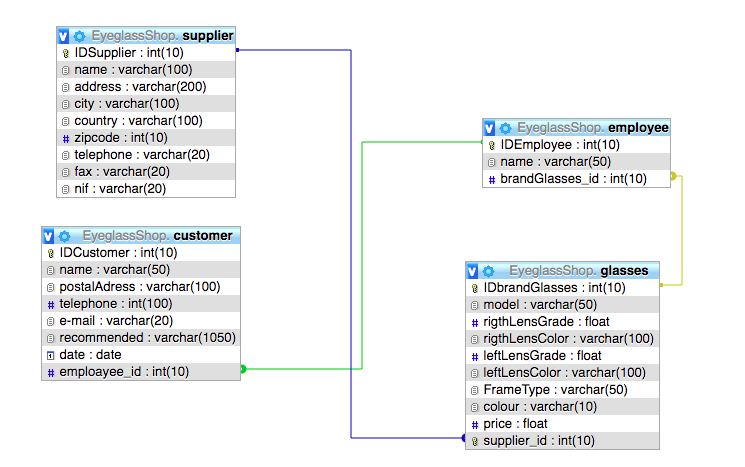 EyeglassShop. supplier
IDSupplier : int(10)
name : varchar(100)
address : varchar(200)
city : varchar(100)
country : varchar(100)
zipcode : int(10)
telephone : varchar(20)
fax : varchar(20)
nif : varchar(20)
EyeglassShop. employee
IDEmployee : int(10)
name : varchar(50)
brandGlasses_id : int(10)
EyeglassShop. customer
IDCustomer : int(10)
name : varchar(50)
postalAdress : varchar(100)
telephone : int(100)
e-mail : varchar(20)
recommended : varchar(1050)
date : date
emploayee_id : int(10)
EyeglassShop. glasses
IDbrandGlasses : int(10)
model : varchar(50)
rigthLensGrade : float
rigthLensColor : varchar(100)
leftLensGrade : float
leftLensColor : varchar(100)
FrameType : varchar(50)
colour : varchar(10)
price : float
supplier_id : int(10)